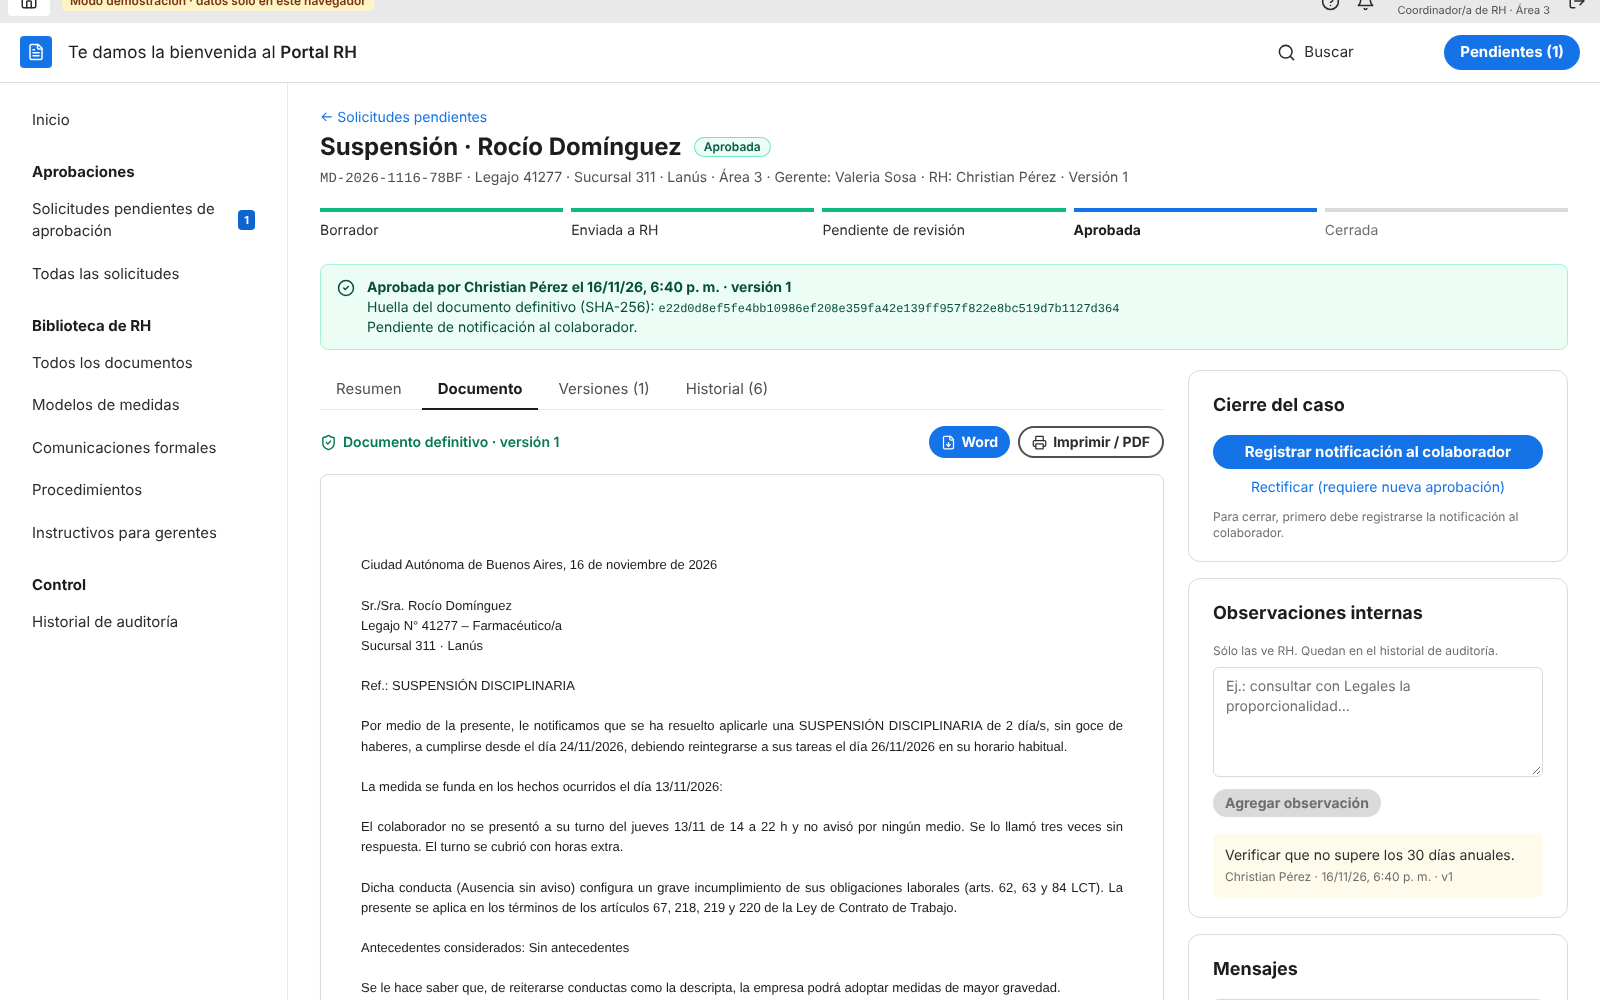 Modo demostración · datos sólo en este navegador
Coordinador/a de RH · Área 3
Te damos la bienvenida al Portal RH
Buscar
Pendientes (1)
Inicio
Aprobaciones
Solicitudes pendientes de
aprobación
1
Todas las solicitudes
Biblioteca de RH
Todos los documentos
Modelos de medidas
Comunicaciones formales
Procedimientos
Instructivos para gerentes
Control
Historial de auditoría
← Solicitudes pendientes
Suspensión · Rocío Domínguez
Aprobada
MD-2026-1116-78BF · Legajo 41277 · Sucursal 311 · Lanús · Área 3 · Gerente: Valeria Sosa · RH: Christian Pérez · Versión 1
Borrador
Enviada a RH
Pendiente de revisión
Aprobada
Cerrada
Aprobada por Christian Pérez el 16/11/26, 6:40 p. m. · versión 1
Huella del documento definitivo (SHA-256): e22d0d8ef5fe4bb10986ef208e359fa42e139ff957f822e8bc519d7b1127d364
Pendiente de notificación al colaborador.
Resumen
Documento
Versiones (1)
Historial (6)
Documento definitivo · versión 1
Word
Imprimir / PDF
Ciudad Autónoma de Buenos Aires, 16 de noviembre de 2026
Sr./Sra. Rocío Domínguez
Legajo N° 41277 – Farmacéutico/a
Sucursal 311 · Lanús
Ref.: SUSPENSIÓN DISCIPLINARIA
Por medio de la presente, le notificamos que se ha resuelto aplicarle una SUSPENSIÓN DISCIPLINARIA de 2 día/s, sin goce de
haberes, a cumplirse desde el día 24/11/2026, debiendo reintegrarse a sus tareas el día 26/11/2026 en su horario habitual.
La medida se funda en los hechos ocurridos el día 13/11/2026:
El colaborador no se presentó a su turno del jueves 13/11 de 14 a 22 h y no avisó por ningún medio. Se lo llamó tres veces sin
respuesta. El turno se cubrió con horas extra.
Dicha conducta (Ausencia sin aviso) configura un grave incumplimiento de sus obligaciones laborales (arts. 62, 63 y 84 LCT). La
presente se aplica en los términos de los artículos 67, 218, 219 y 220 de la Ley de Contrato de Trabajo.
Antecedentes considerados: Sin antecedentes
Se le hace saber que, de reiterarse conductas como la descripta, la empresa podrá adoptar medidas de mayor gravedad.
Cierre del caso
Registrar notificación al colaborador
Rectificar (requiere nueva aprobación)
Para cerrar, primero debe registrarse la notificación al
colaborador.
Observaciones internas
Sólo las ve RH. Quedan en el historial de auditoría.
Ej.: consultar con Legales la
proporcionalidad...
Agregar observación
Verificar que no supere los 30 días anuales.
Christian Pérez · 16/11/26, 6:40 p. m. · v1
Mensajes